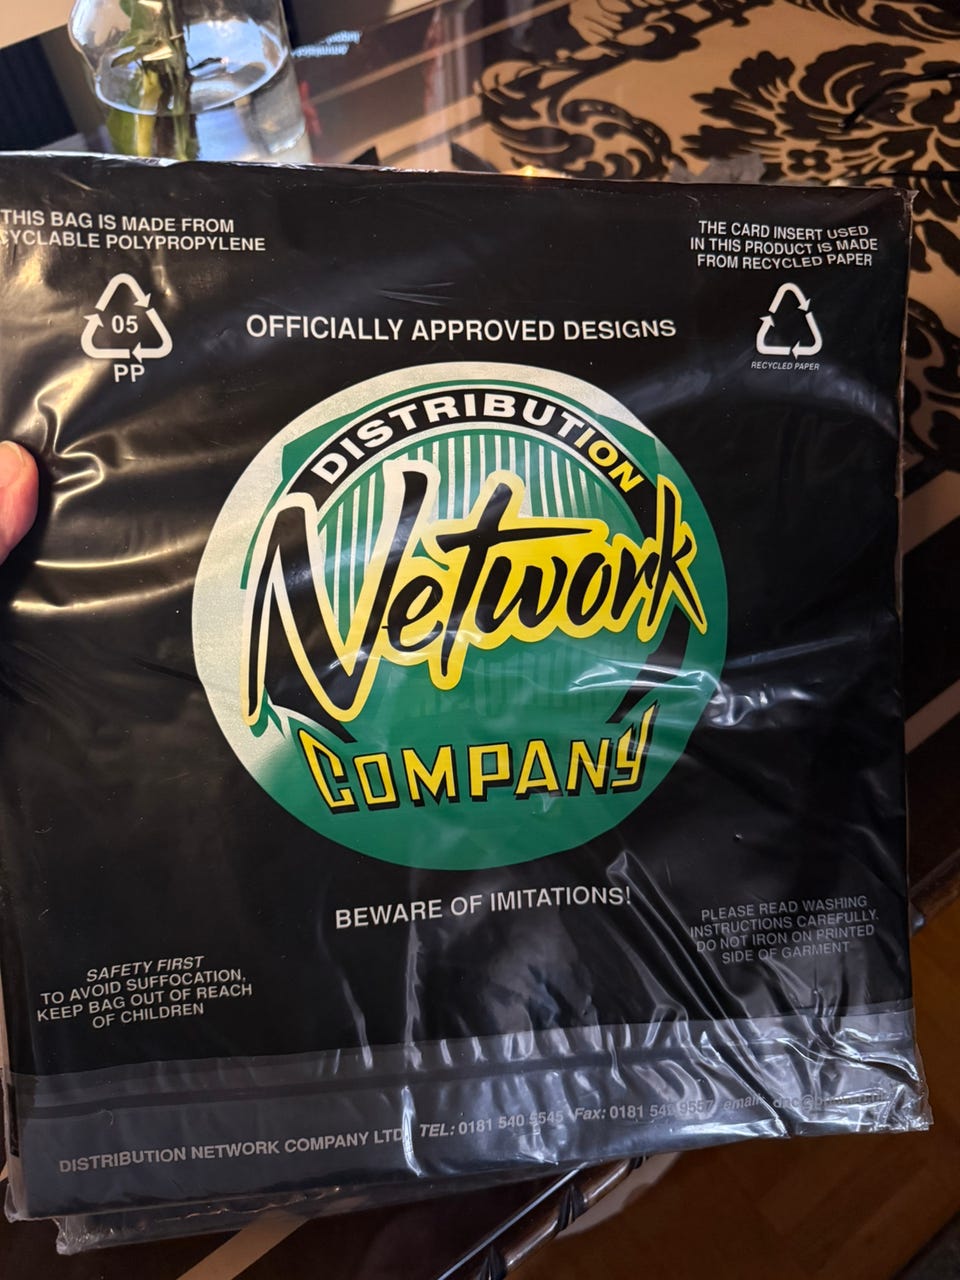 THIS BAG IS MADE FROM
CYCLABLE POLYPROPYLENE
05
PP
THE CARD INSERT USED
IN THIS PRODUCT IS MADE
FROM RECYCLED PAPER
RECYCLED PAPER
OFFICIALLY APPROVED DESIGNS
DISTRIBUTION
Network
COMPANY
BEWARE OF IMITATIONS!
SAFETY FIRST
TO AVOID SUFFOCATION,
KEEP BAG OUT OF REACH
OF CHILDREN
PLEASE READ WASHING
INSTRUCTIONS CAREFULLY.
DO NOT IRON ON PRINTED
SIDE OF GARMENT
DISTRIBUTION NETWORK COMPANY LTD. TEL: 0181 540 5545 Fax: 0181 542 9557 email: